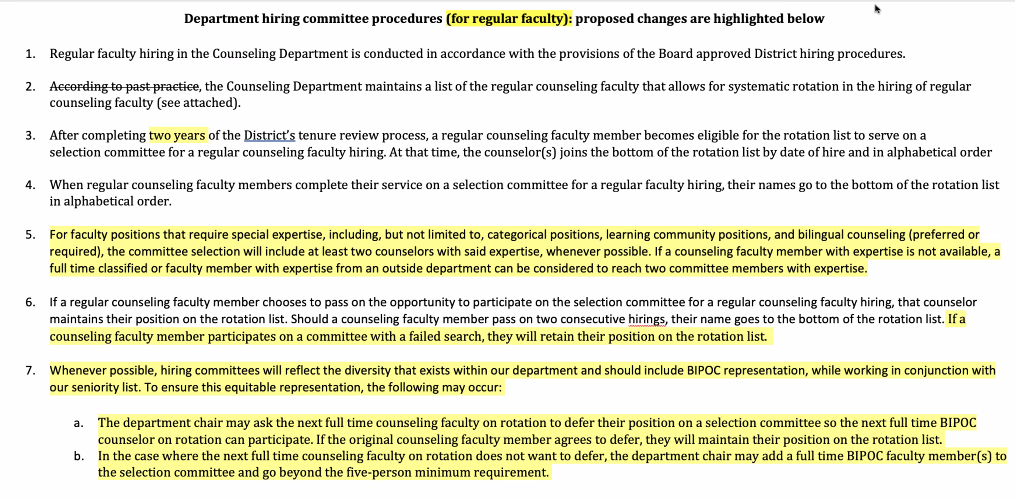 Department hiring committee procedures (for regular faculty): proposed changes are highlighted below
1. Regular faculty hiring in the Counseling Department is conducted in accordance with the provisions of the Board approved District hiring procedures.
2. According to past practice, the Counseling Department maintains a list of the regular counseling faculty that allows for systematic rotation in the hiring of regular
counseling faculty (see attached).
3. After completing two years of the District's tenure review process, a regular counseling faculty member becomes eligible for the rotation list to serve on a
selection committee for a regular counseling faculty hiring. At that time, the counselor(s) joins the bottom of the rotation list by date of hire and in alphabetical order
4. When regular counseling faculty members complete their service on a selection committee for a regular faculty hiring, their names go to the bottom of the rotation list
in alphabetical order.
5. For faculty positions that require special expertise, including, but not limited to, categorical positions, learning community positions, and bilingual counseling (preferred or
required), the committee selection will include at least two counselors with said expertise, whenever possible. If a counseling faculty member with expertise is not available, a
full time classified or faculty member with expertise from an outside department can be considered to reach two committee members with expertise.
6. If a regular counseling faculty member chooses to pass on the opportunity to participate on the selection committee for a regular counseling faculty hiring, that counselor
maintains their position on the rotation list. Should a counseling faculty member pass on two consecutive hirings, their name goes to the bottom of the rotation list. If a
counseling faculty member participates on a committee with a failed search, they will retain their position on the rotation list.
7. Whenever possible, hiring committees will reflect the diversity that exists within our department and should include BIPOC representation, while working in conjunction with
our seniority list. To ensure this equitable representation, the following may occur:
a. The department chair may ask the next full time counseling faculty on rotation to defer their position on a selection committee so the next full time BIPOC
counselor on rotation can participate. If the original counseling faculty member agrees to defer, they will maintain their position on the rotation list.
b. In the case where the next full time counseling faculty on rotation does not want to defer, the department chair may add a full time BIPOC faculty member(s) to
the selection committee and go beyond the five-person minimum requirement.